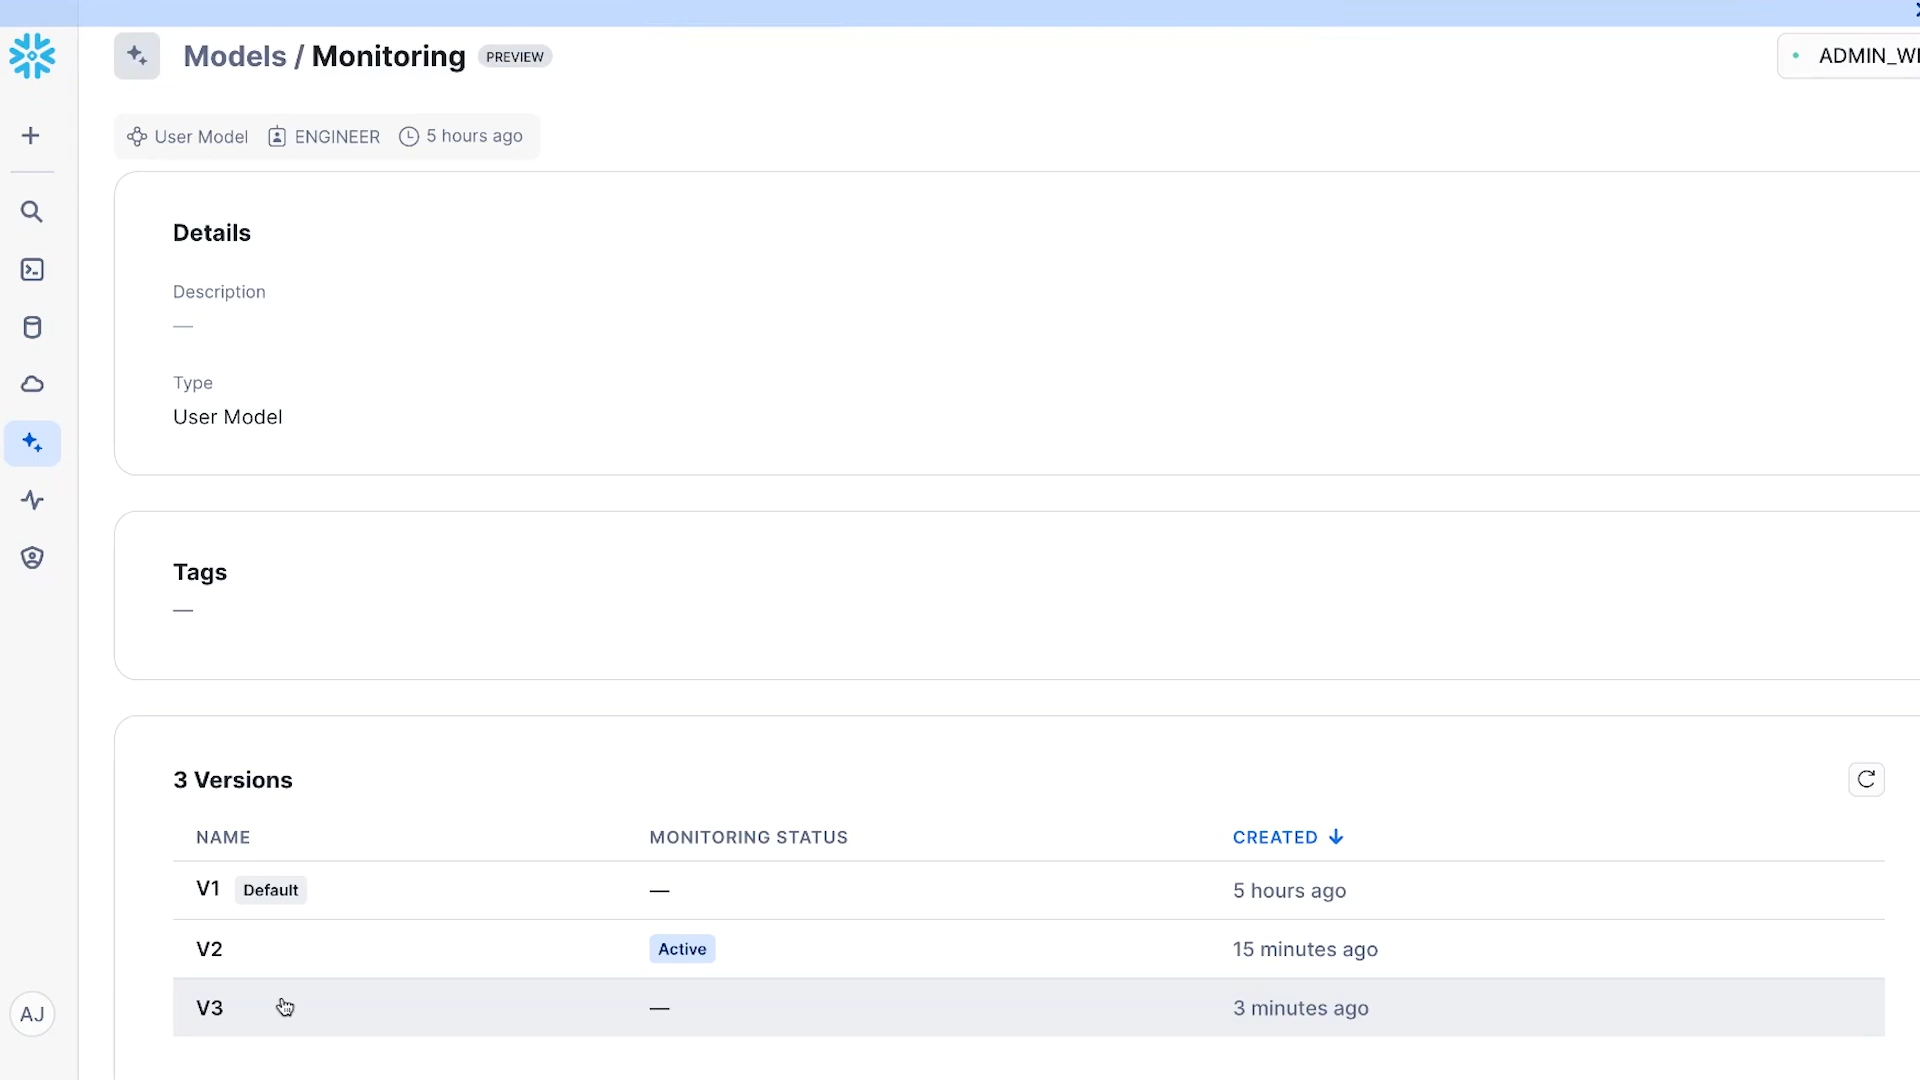 Models / Monitoring PREVIEW
ADMIN_W
User Model ENGINEER 5 hours ago
Details
Description
—
Type
User Model
Tags
—
3 Versions
NAME MONITORING STATUS CREATED
V1 Default — 5 hours ago
V2 Active 15 minutes ago
V3 — 3 minutes ago
AJ